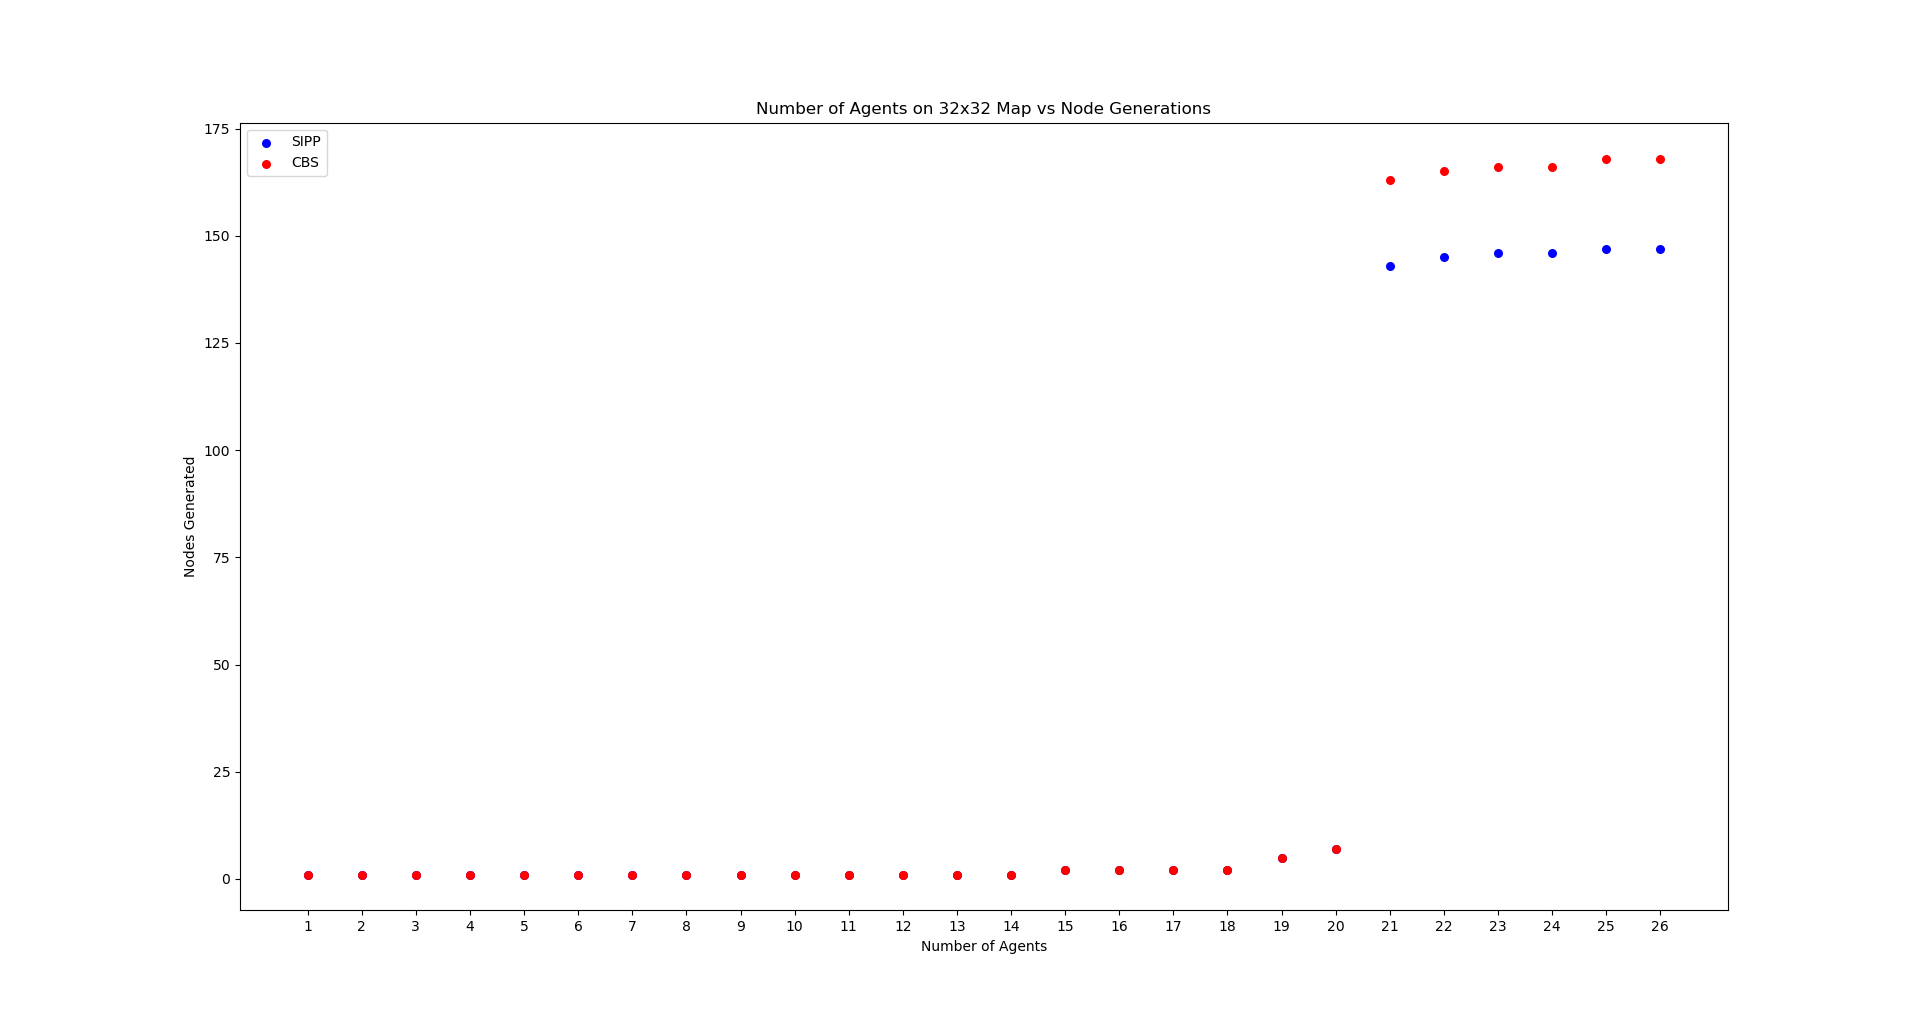 Number of Agents on 32x32 Map vs Node Generations
SIPP
CBS
Nodes Generated
175
150
125
100
75
50
25
0
1 2 3 4 5 6 7 8 9 10 11 12 13 14 15 16 17 18 19 20 21 22 23 24 25 26
Number of Agents